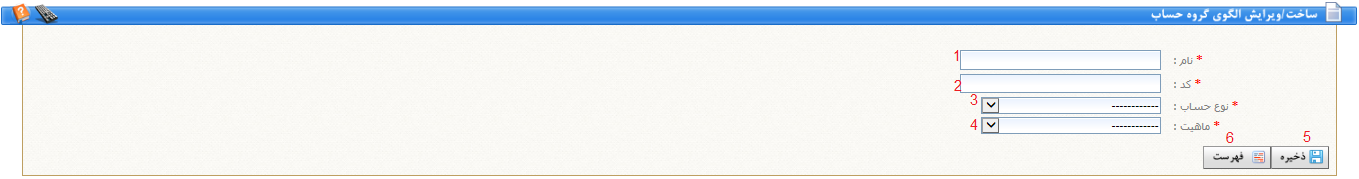 ساخت/ویرایش الگوی گروه حساب
* نام : 1
* کد : 2
* نوع حساب : ------------ 3
* ماهیت : ------------ 4
5 6
ذخیره فهرست